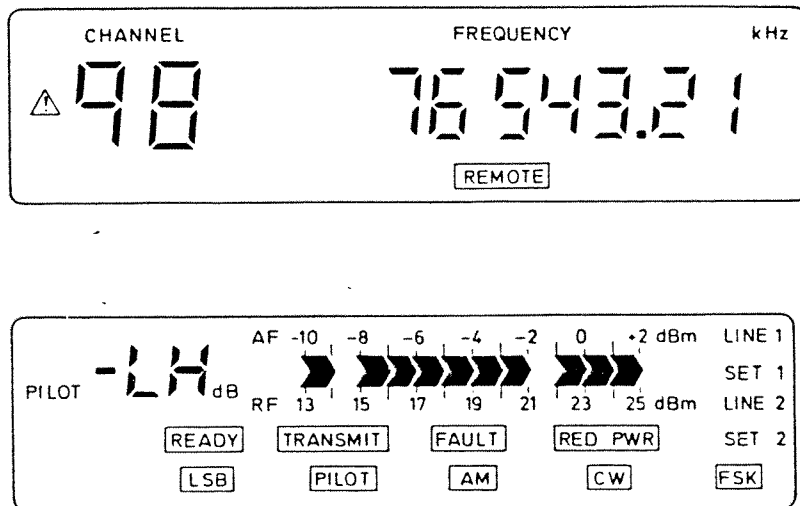 CHANNEL FREQUENCY kHz
⚠ 98 76 543.21
REMOTE
AF -10 -8 -6 -4 -2 0 +2 dBm LINE 1
PILOT -LH dB SET 1
RF 13 15 17 19 21 23 25 dBm LINE 2
READY TRANSMIT FAULT RED PWR SET 2
LSB PILOT AM CW FSK